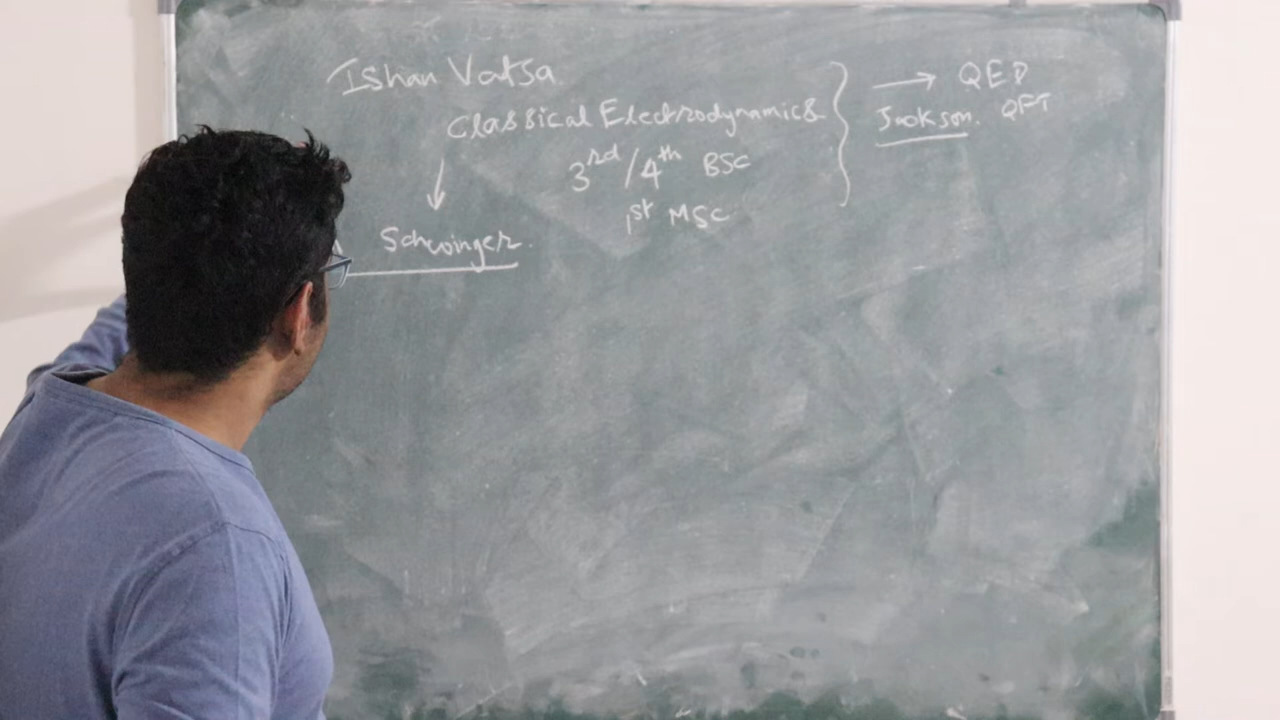 Ishan Vatsa
Classical Electrodynamics
3rd/4th BSC
1st MSC
→ QED
QFT
Jackson.
↓
Schwinger.